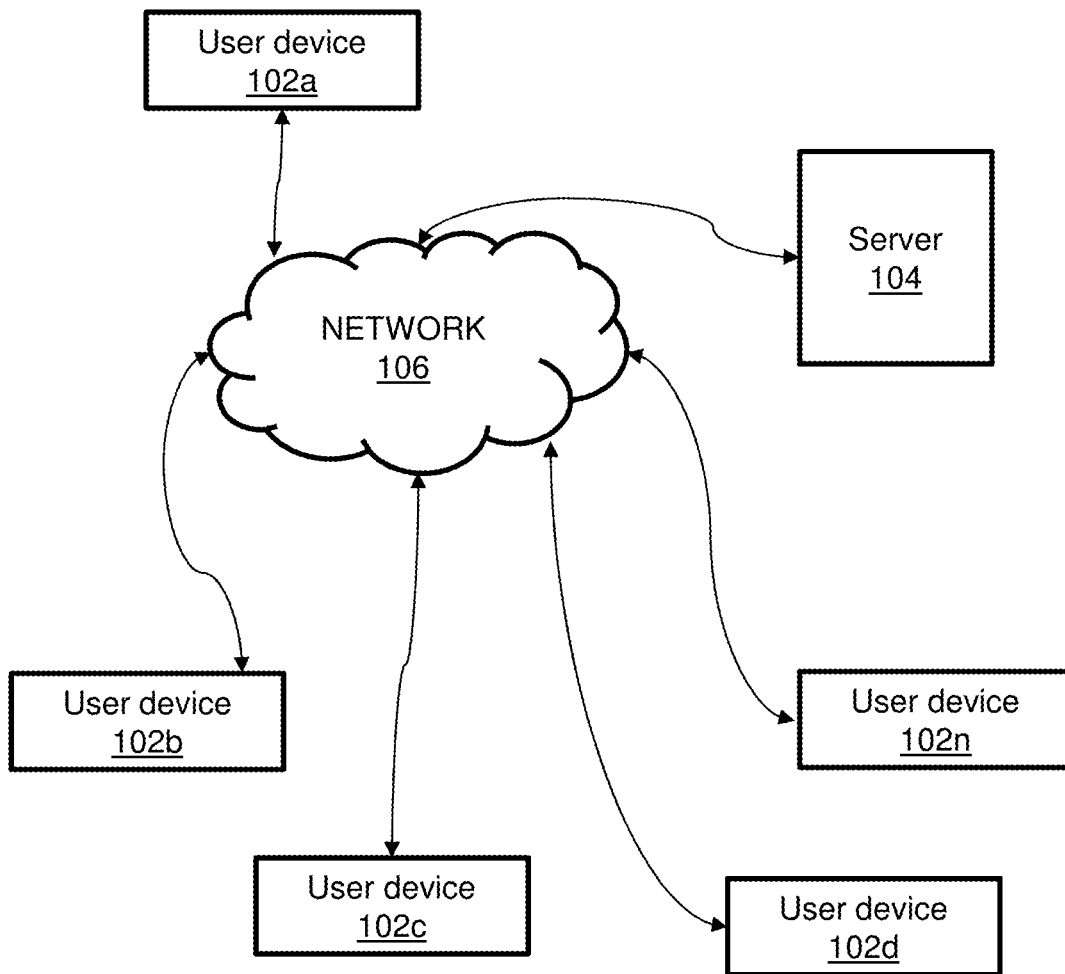 User device
102a
Server
104
NETWORK
106
User device
102b
User device
102n
User device
102c
User device
102d